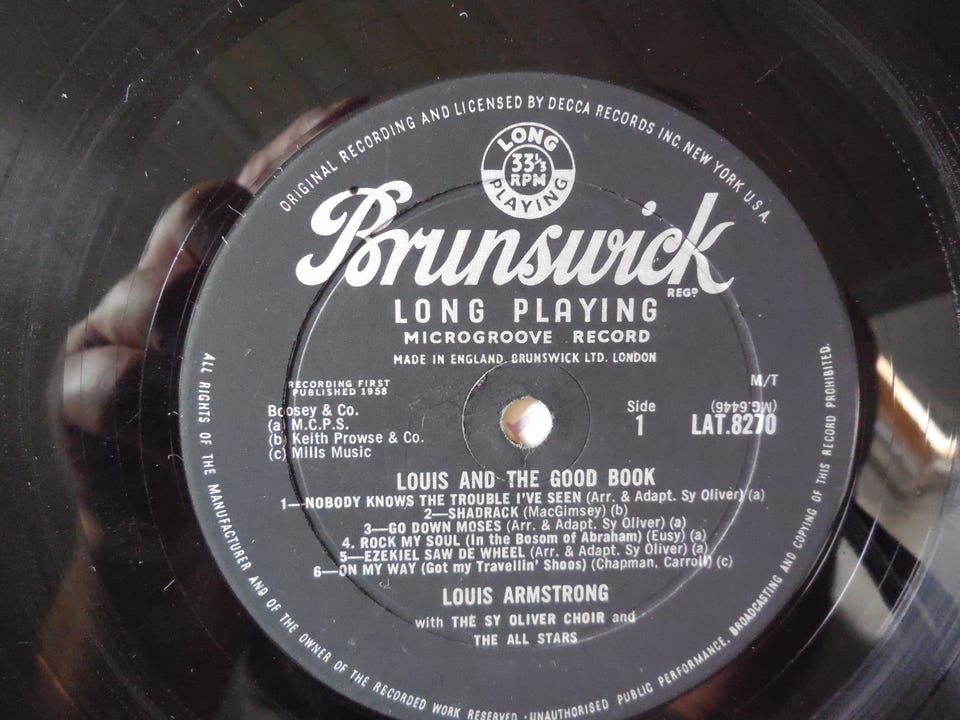 ORIGINAL RECORDING AND LICENSED BY DECCA RECORDS INC NEW YORK U.S.A.
LONG
33⅓
RPM
PLAYING
Brunswick
REGD
LONG PLAYING
MICROGROOVE RECORD
MADE IN ENGLAND. BRUNSWICK LTD. LONDON
RECORDING FIRST
PUBLISHED 1958
Boosey & Co.
(a) M.C.P.S.
(b) Keith Prowse & Co.
(c) Mills Music
M/T
Side
1
(MG.6446)
LAT.8270
LOUIS AND THE GOOD BOOK
1—NOBODY KNOWS THE TROUBLE I'VE SEEN (Arr. & Adapt. Sy Oliver) (a)
2—SHADRACK (MacGimsey) (b)
3—GO DOWN MOSES (Arr. & Adapt. Sy Oliver) (a)
4. ROCK MY SOUL (In the Bosom of Abraham) (Eusy) (a)
5—EZEKIEL SAW DE WHEEL (Arr. & Adapt. Sy Oliver) (a)
6—ON MY WAY (Got my Travellin' Shoos) (Chapman, Carroll) (c)
LOUIS ARMSTRONG
with THE SY OLIVER CHOIR and
THE ALL STARS
ALL RIGHTS OF THE MANUFACTURER AND OF THE OWNER OF THE RECORDED WORK RESERVED · UNAUTHORISED PUBLIC PERFORMANCE, BROADCASTING AND COPYING OF THIS RECORD PROHIBITED.